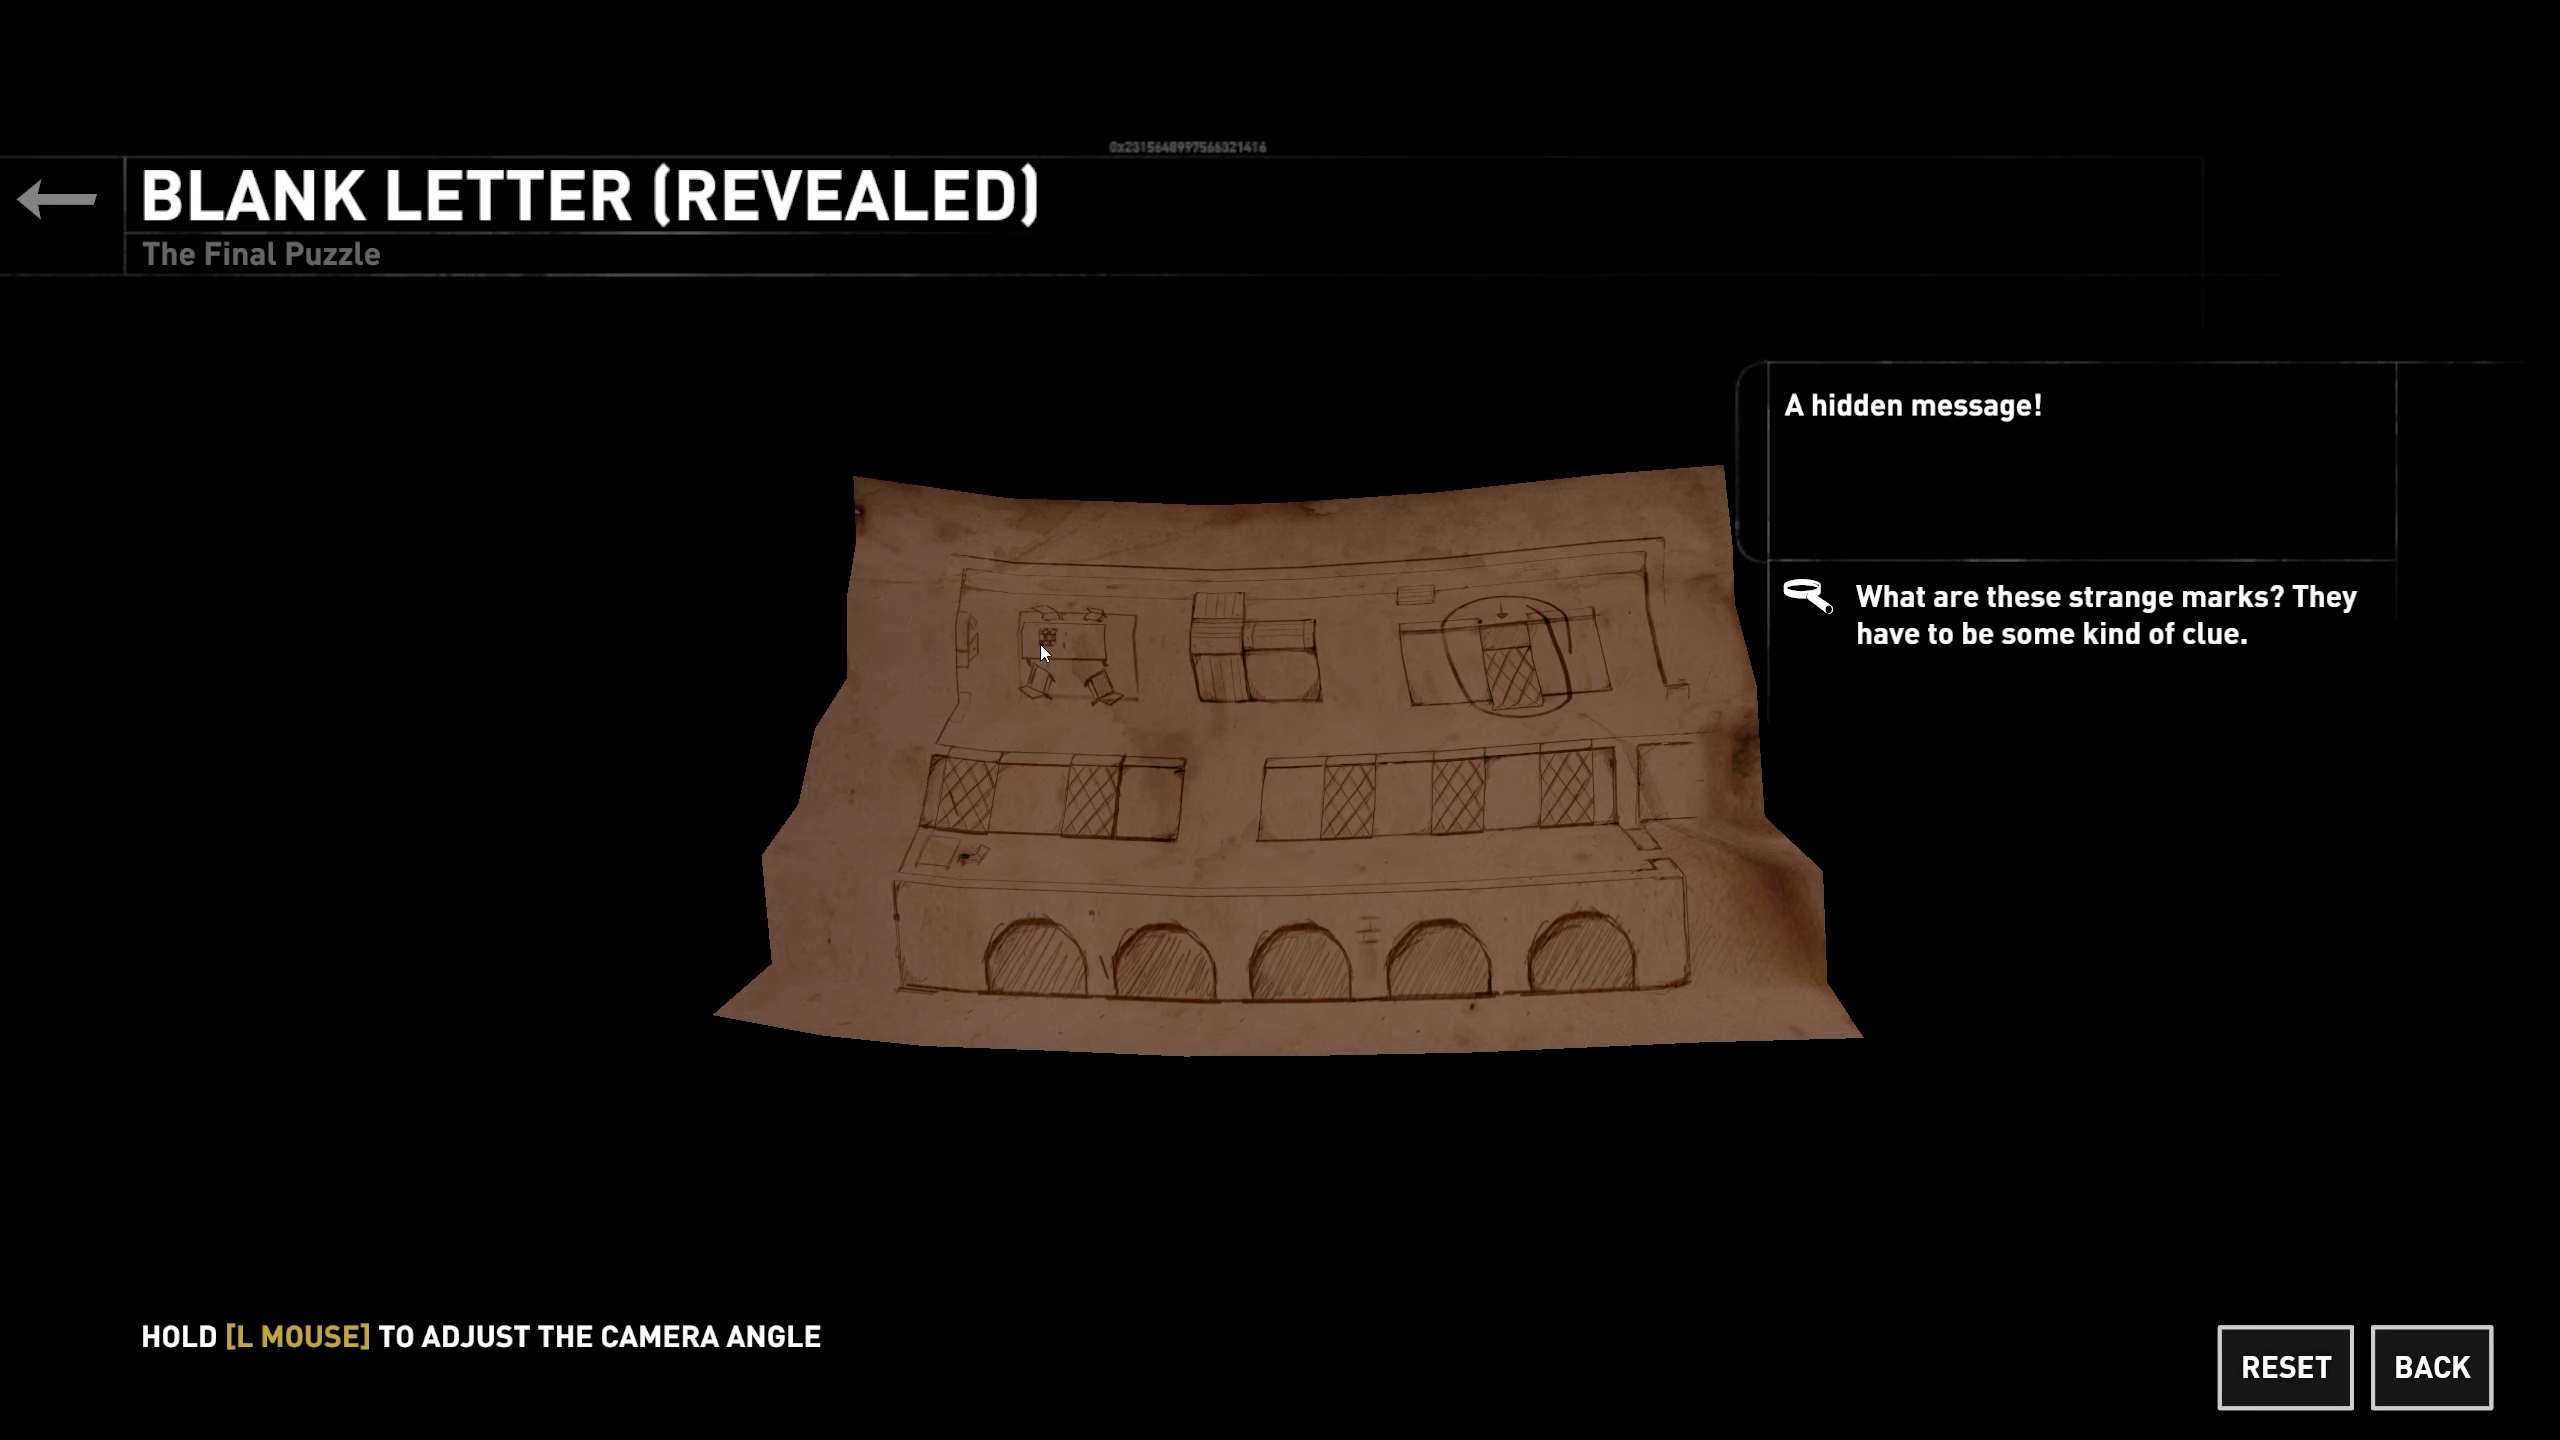 0x2315648997566321416
BLANK LETTER (REVEALED)
The Final Puzzle
A hidden message!
What are these strange marks? They
have to be some kind of clue.
HOLD [L MOUSE] TO ADJUST THE CAMERA ANGLE
RESET
BACK